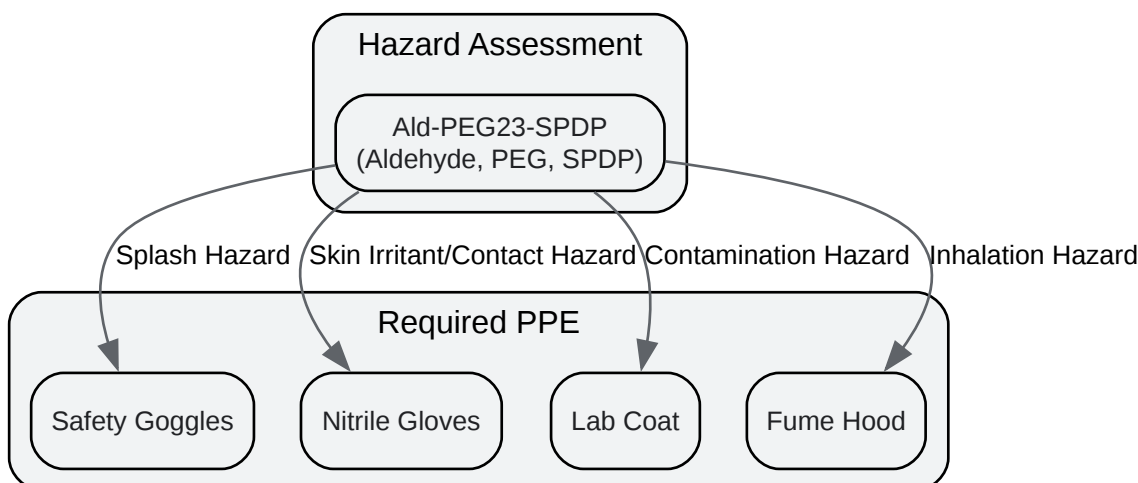 Hazard Assessment
Ald-PEG23-SPDP
(Aldehyde, PEG, SPDP)
Splash Hazard
Skin Irritant/Contact Hazard
Contamination Hazard
Inhalation Hazard
Required PPE
Safety Goggles
Nitrile Gloves
Lab Coat
Fume Hood